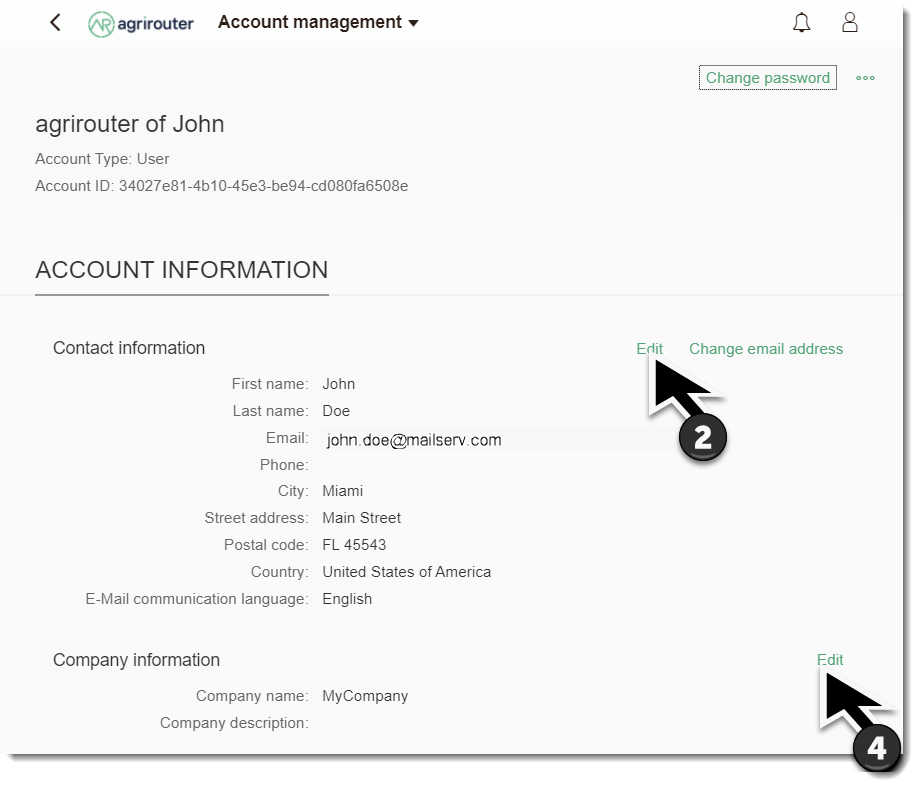 AR agrirouter Account management
Change password
agrirouter of John
Account Type: User
Account ID: 34027e81-4b10-45e3-be94-cd080fa6508e
ACCOUNT INFORMATION
Contact information Edit Change email address
First name: John
Last name: Doe
Email: john.doe@mailserv.com
2
Phone:
City: Miami
Street address: Main Street
Postal code: FL 45543
Country: United States of America
E-Mail communication language: English
Company information Edit
Company name: MyCompany
Company description:
4